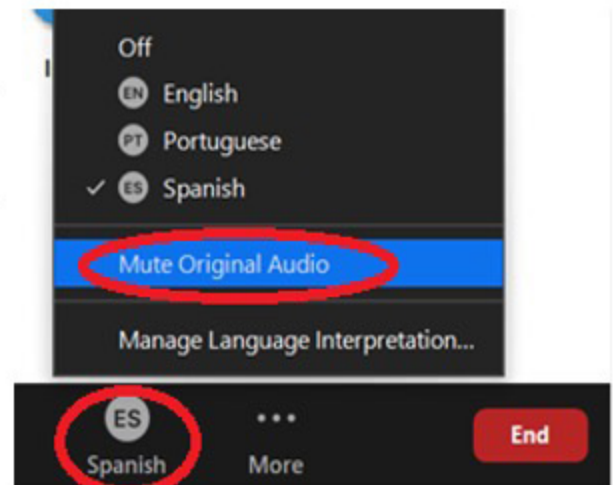 Off
EN English
PT Portuguese
ES Spanish
Mute Original Audio
Manage Language Interpretation...
ES
Spanish
More
End